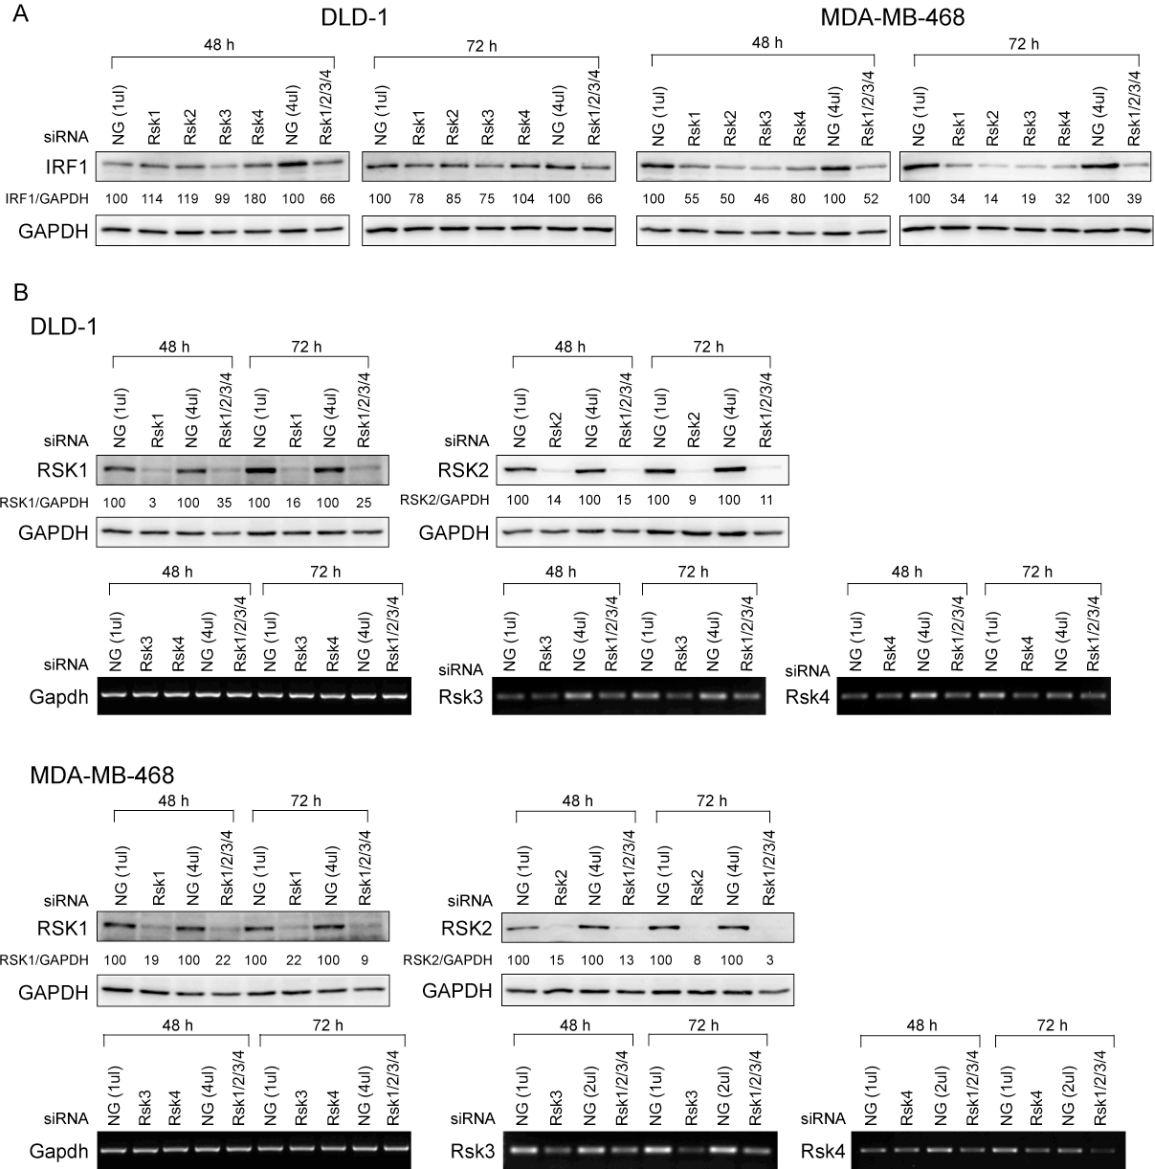 A
DLD-1
MDA-MB-468
48 h
72 h
48 h
72 h
siRNA
NG (1ul) Rsk1 Rsk2 Rsk3 Rsk4 NG (4ul) Rsk1/2/3/4
NG (1ul) Rsk1 Rsk2 Rsk3 Rsk4 NG (4ul) Rsk1/2/3/4
NG (1ul) Rsk1 Rsk2 Rsk3 Rsk4 NG (4ul) Rsk1/2/3/4
NG (1ul) Rsk1 Rsk2 Rsk3 Rsk4 NG (4ul) Rsk1/2/3/4
IRF1
IRF1/GAPDH 100 114 119 99 180 100 66 100 78 85 75 104 100 66 100 55 50 46 80 100 52 100 34 14 19 32 100 39
GAPDH
B
DLD-1
48 h 72 h
48 h 72 h
siRNA NG (1ul) Rsk1 NG (4ul) Rsk1/2/3/4 NG (1ul) Rsk1 NG (4ul) Rsk1/2/3/4
siRNA NG (1ul) Rsk2 NG (4ul) Rsk1/2/3/4 NG (1ul) Rsk2 NG (4ul) Rsk1/2/3/4
RSK1
RSK2
RSK1/GAPDH 100 3 100 35 100 16 100 25
RSK2/GAPDH 100 14 100 15 100 9 100 11
GAPDH
GAPDH
48 h 72 h
48 h 72 h
48 h 72 h
siRNA NG (1ul) Rsk3 Rsk4 NG (4ul) Rsk1/2/3/4 NG (1ul) Rsk3 Rsk4 NG (4ul) Rsk1/2/3/4
siRNA NG (1ul) Rsk3 NG (4ul) Rsk1/2/3/4 NG (1ul) Rsk3 NG (4ul) Rsk1/2/3/4
siRNA NG (1ul) Rsk4 NG (4ul) Rsk1/2/3/4 NG (1ul) Rsk4 NG (4ul) Rsk1/2/3/4
Gapdh
Rsk3
Rsk4
MDA-MB-468
48 h 72 h
48 h 72 h
siRNA NG (1ul) Rsk1 NG (4ul) Rsk1/2/3/4 NG (1ul) Rsk1 NG (4ul) Rsk1/2/3/4
siRNA NG (1ul) Rsk2 NG (4ul) Rsk1/2/3/4 NG (1ul) Rsk2 NG (4ul) Rsk1/2/3/4
RSK1
RSK2
RSK1/GAPDH 100 19 100 22 100 22 100 9
RSK2/GAPDH 100 15 100 13 100 8 100 3
GAPDH
GAPDH
48 h 72 h
48 h 72 h
48 h 72 h
siRNA NG (1ul) Rsk3 Rsk4 NG (4ul) Rsk1/2/3/4 NG (1ul) Rsk3 Rsk4 NG (4ul) Rsk1/2/3/4
siRNA NG (1ul) Rsk3 NG (2ul) Rsk1/2/3/4 NG (1ul) Rsk3 NG (2ul) Rsk1/2/3/4
siRNA NG (1ul) Rsk4 NG (2ul) Rsk1/2/3/4 NG (1ul) Rsk4 NG (2ul) Rsk1/2/3/4
Gapdh
Rsk3
Rsk4